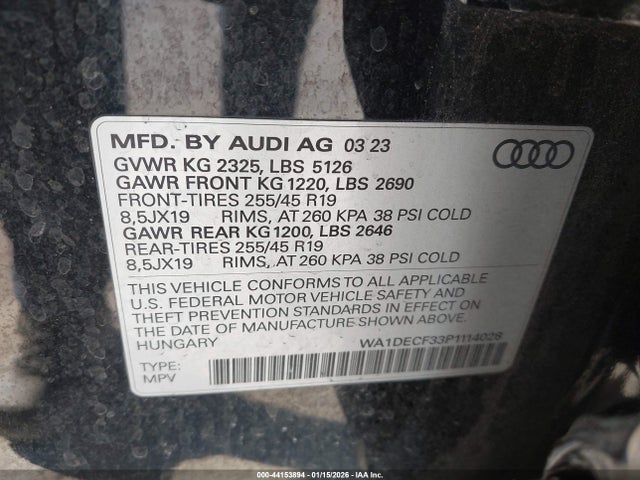 MFD. BY AUDI AG 03 23
GVWR KG 2325, LBS 5126
GAWR FRONT KG 1220, LBS 2690
FRONT-TIRES 255/45 R19
8,5JX19 RIMS, AT 260 KPA 38 PSI COLD
GAWR REAR KG1200, LBS 2646
REAR-TIRES 255/45 R19
8,5JX19 RIMS, AT 260 KPA 38 PSI COLD
THIS VEHICLE CONFORMS TO ALL APPLICABLE
U.S. FEDERAL MOTOR VEHICLE SAFETY AND
THEFT PREVENTION STANDARDS IN EFFECT ON
THE DATE OF MANUFACTURE SHOWN ABOVE.
HUNGARY WA1DECF33P1114028
TYPE:
MPV
000-44153894 | 01/15/2026 - IAA Inc.